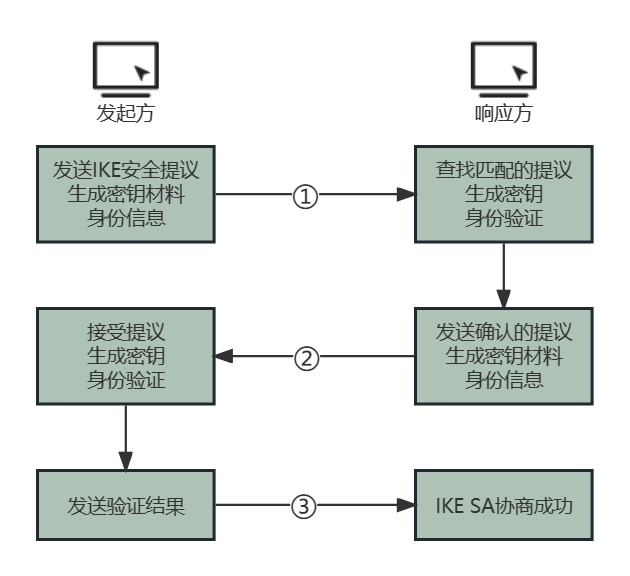 发起方
响应方
发送IKE安全提议
生成密钥材料
身份信息
①
查找匹配的提议
生成密钥
身份验证
接受提议
生成密钥
身份验证
②
发送确认的提议
生成密钥材料
身份信息
发送验证结果
③
IKE SA协商成功